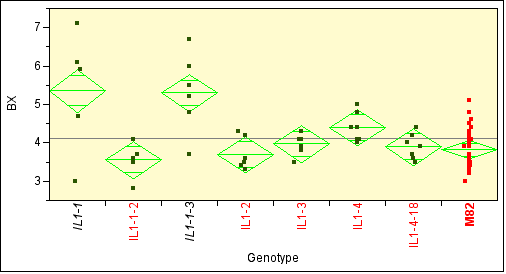 BX
7
6
5
4
3
IL1-1
IL1-1-2
IL1-1-3
IL1-2
IL1-3
IL1-4
IL1-4-18
M82
Genotype